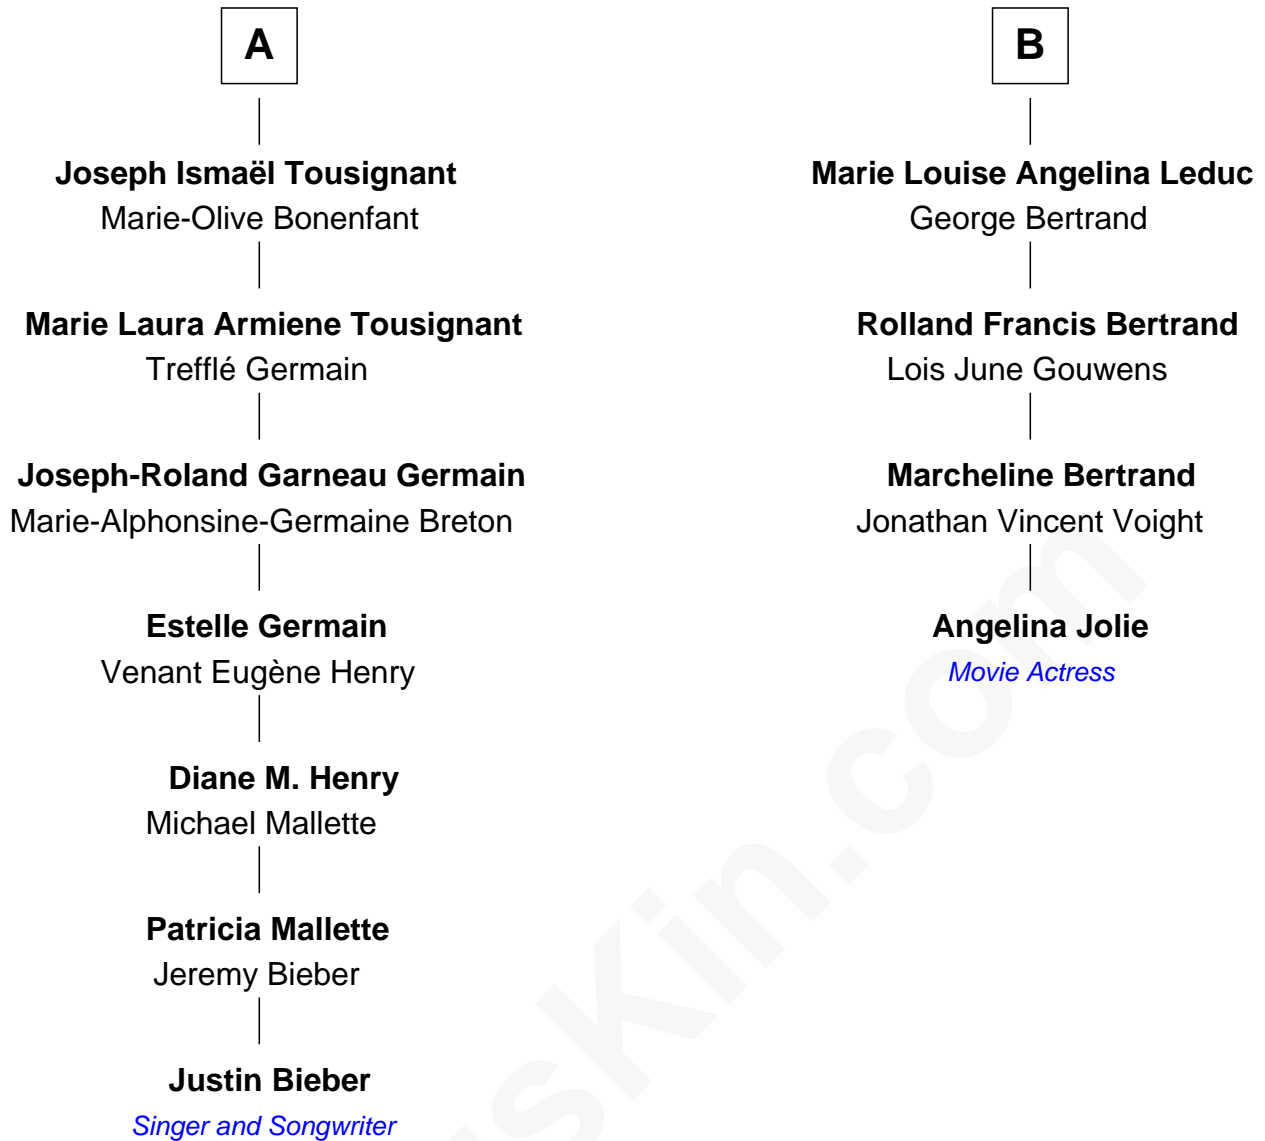 A
Joseph Ismaël Tousignant
Marie-Olive Bonenfant
Marie Laura Armiene Tousignant
Trefflé Germain
Joseph-Roland Garneau Germain
Marie-Alphonsine-Germaine Breton
Estelle Germain
Venant Eugène Henry
Diane M. Henry
Michael Mallette
Patricia Mallette
Jeremy Bieber
Justin Bieber
Singer and Songwriter
B
Marie Louise Angelina Leduc
George Bertrand
Rolland Francis Bertrand
Lois June Gouwens
Marcheline Bertrand
Jonathan Vincent Voight
Angelina Jolie
Movie Actress